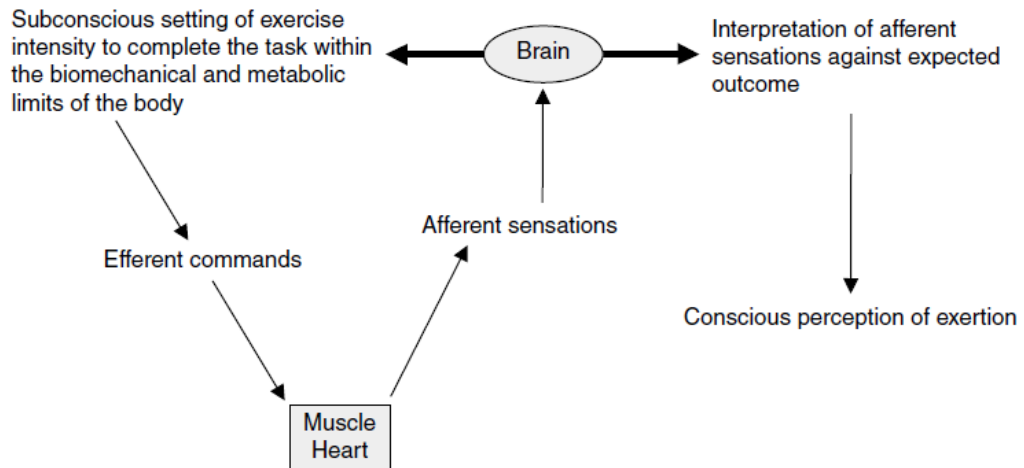 Subconscious setting of exercise
intensity to complete the task within
the biomechanical and metabolic
limits of the body
Brain
Interpretation of afferent
sensations against expected
outcome
Afferent sensations
Efferent commands
Conscious perception of exertion
Muscle
Heart